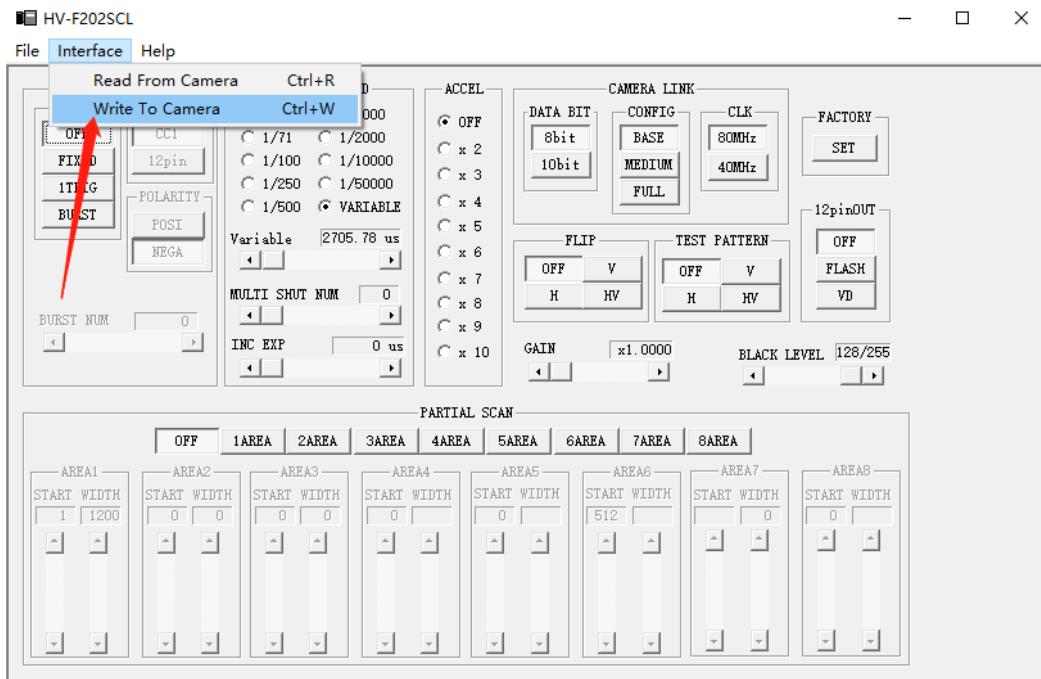 HV-F202SCL
File Interface Help
Read From Camera Ctrl+R
Write To Camera Ctrl+W
ACCEL
CAMERA LINK
DATA BIT
CONFIG
CLK
FACTORY
OFF
CC1
1/71
1/2000
OFF
8bit
BASE
80MHz
SET
12pin
1/100
1/10000
x 2
10bit
MEDIUM
40MHz
1/250
1/50000
x 3
FULL
BURST
POLARITY
1/500
VARIABLE
x 4
12pinOUT
POSI
Variable
2705.78 us
x 5
FLIP
TEST PATTERN
OFF
NEGA
x 6
OFF
V
OFF
V
FLASH
MULTI SHUT NUM
0
x 7
H
HV
H
HV
VD
BURST NUM
0
x 8
INC EXP
0 us
x 9
x 10
GAIN
x1.0000
BLACK LEVEL
128/255
PARTIAL SCAN
OFF 1AREA 2AREA 3AREA 4AREA 5AREA 6AREA 7AREA 8AREA
AREA1 AREA2 AREA3 AREA4 AREA5 AREA6 AREA7 AREA8
START WIDTH START WIDTH START WIDTH START WIDTH START WIDTH START WIDTH START WIDTH START WIDTH
1 1200 0 0 0 0 0 0 512 0 0